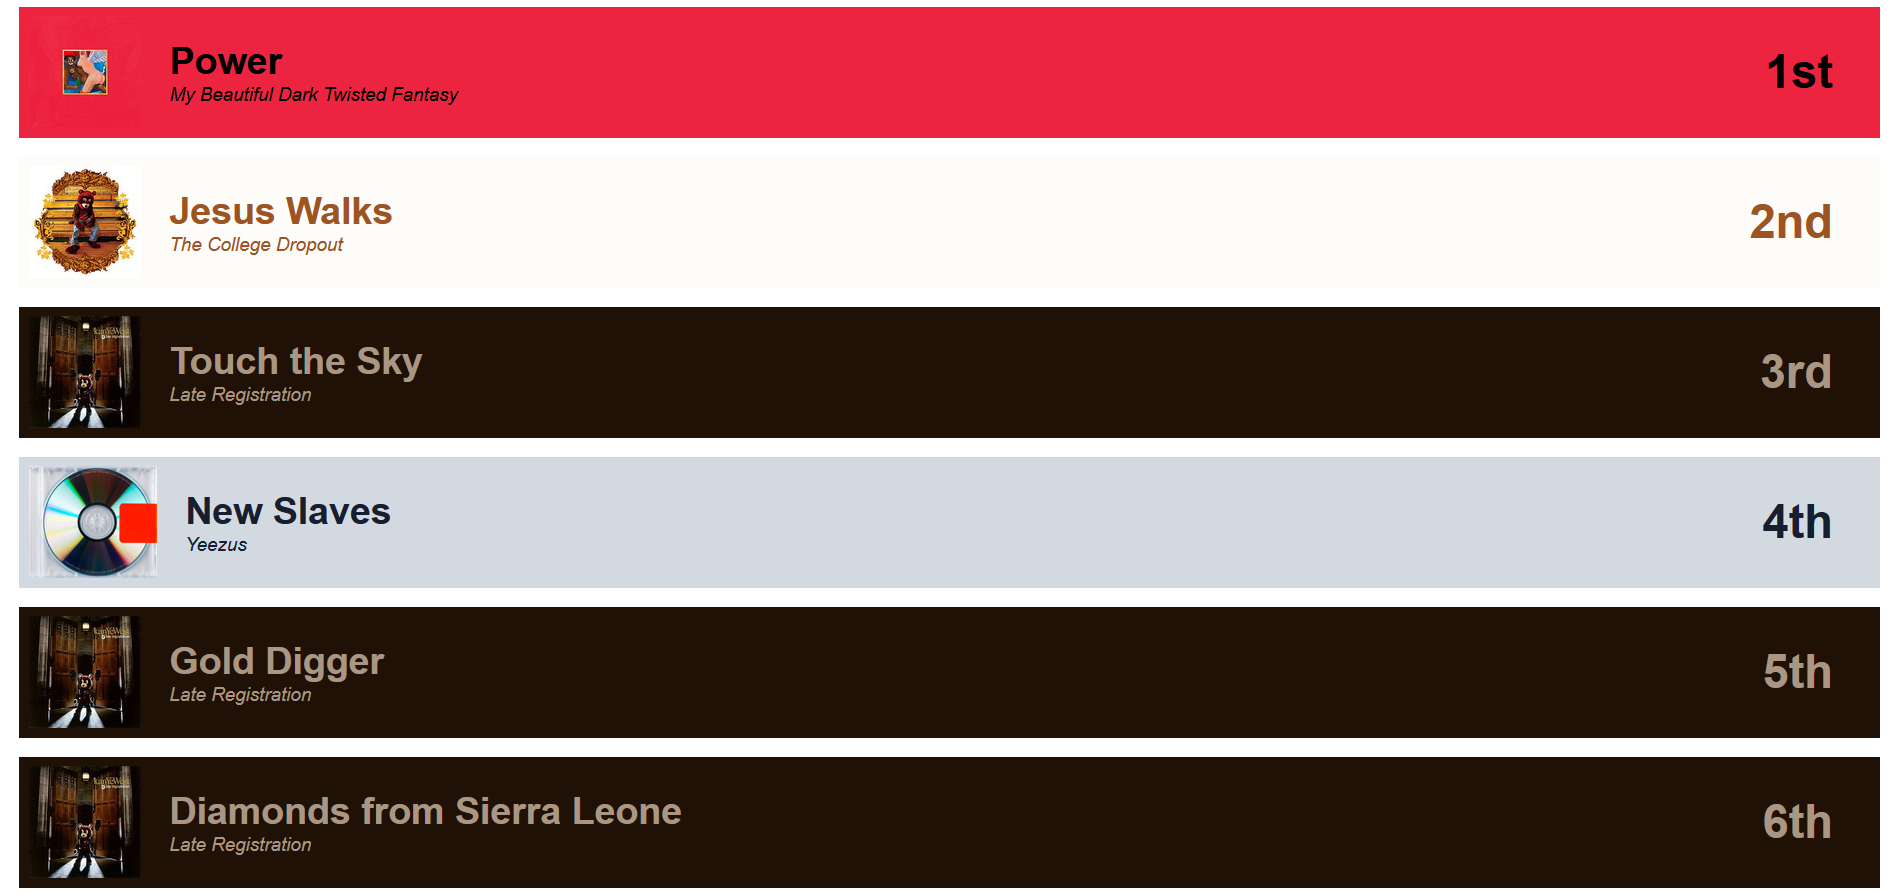 Power
My Beautiful Dark Twisted Fantasy
1st
Jesus Walks
The College Dropout
2nd
Touch the Sky
Late Registration
3rd
New Slaves
Yeezus
4th
Gold Digger
Late Registration
5th
Diamonds from Sierra Leone
Late Registration
6th